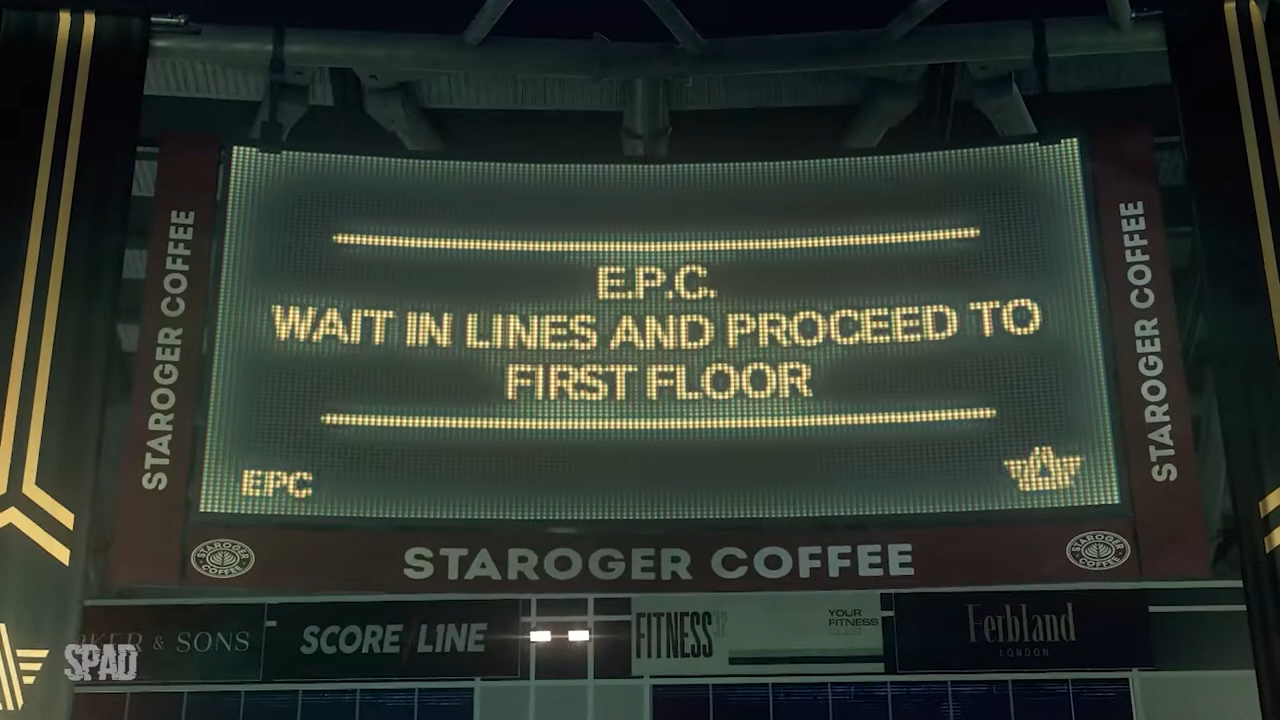 E.P.C.
WAIT IN LINES AND PROCEED TO
FIRST FLOOR
EPC
STAROGER COFFEE
STAROGER COFFEE
STAROGER COFFEE
STAROGER COFFEE
STAROGER COFFEE
& SONS
SCORE/LINE
FITNESS32
YOUR
FITNESS
CLUB
Ferbland
LONDON
SPAD